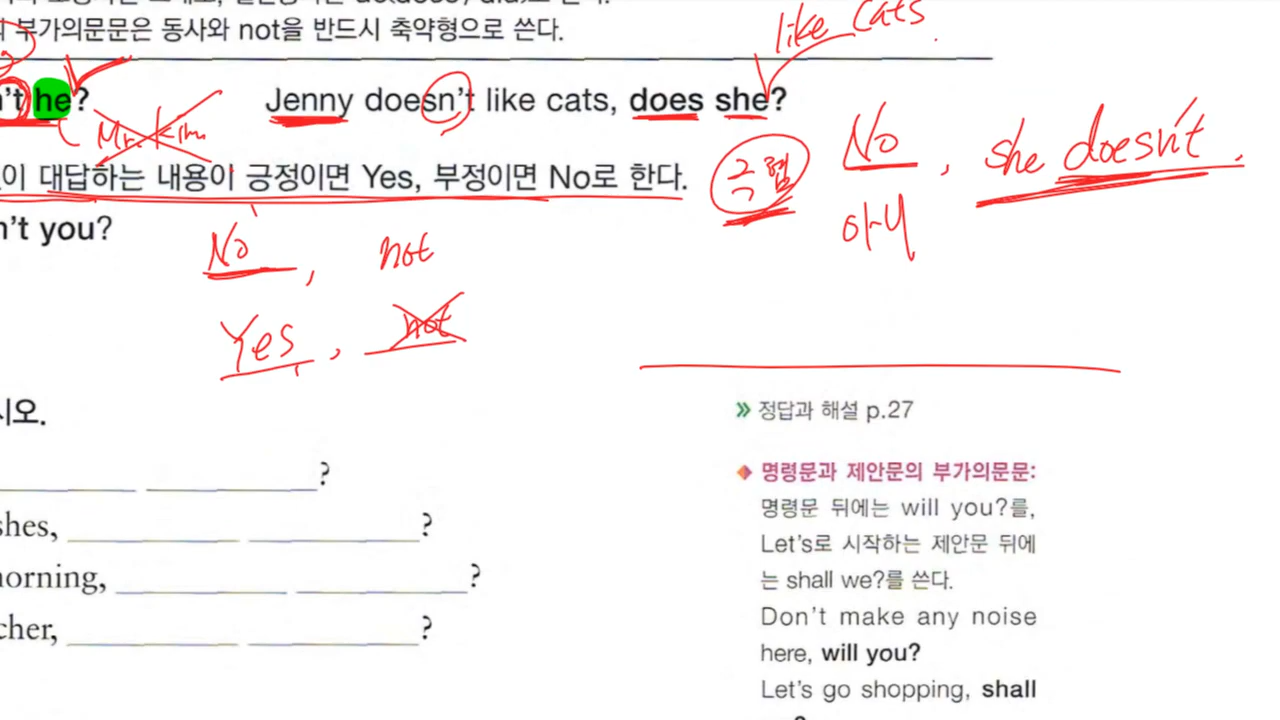 like cats
부가의문문은 동사와 not을 반드시 축약형으로 쓴다.
n't he? Jenny doesn't like cats, does she?
Mr. Kim
No, she doesn't.
이 대답하는 내용이 긍정이면 Yes, 부정이면 No로 한다. 그럼
아니
n't you?
No, not
Yes, not
시오.
?
» 정답과 해설 p.27
shes, ?
orning, ?
cher, ?
명령문과 제안문의 부가의문문:
명령문 뒤에는 will you?를,
Let's로 시작하는 제안문 뒤에
는 shall we?를 쓴다.
Don't make any noise
here, will you?
Let's go shopping, shall